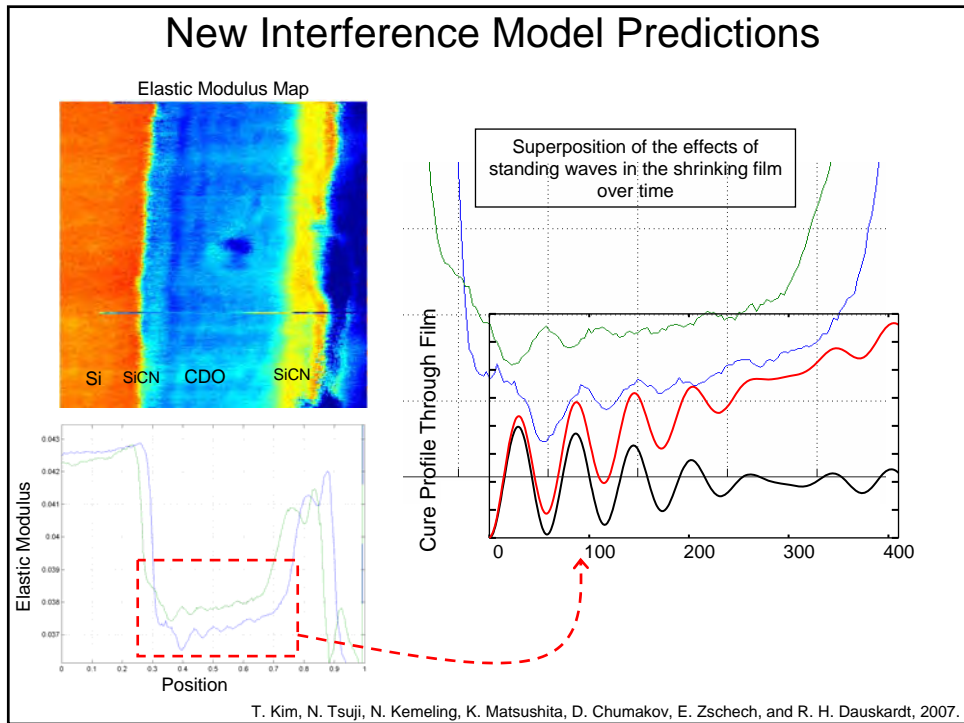 New Interference Model Predictions
Elastic Modulus Map
Si
SiCN
CDO
SiCN
Superposition of the effects of
standing waves in the shrinking film
over time
Cure Profile Through Film
0
100
200
300
400
Elastic Modulus
0.043
0.042
0.041
0.04
0.039
0.038
0.037
0
0.1
0.2
0.3
0.4
0.5
0.6
0.7
0.8
0.9
1
Position
T. Kim, N. Tsuji, N. Kemeling, K. Matsushita, D. Chumakov, E. Zschech, and R. H. Dauskardt, 2007.